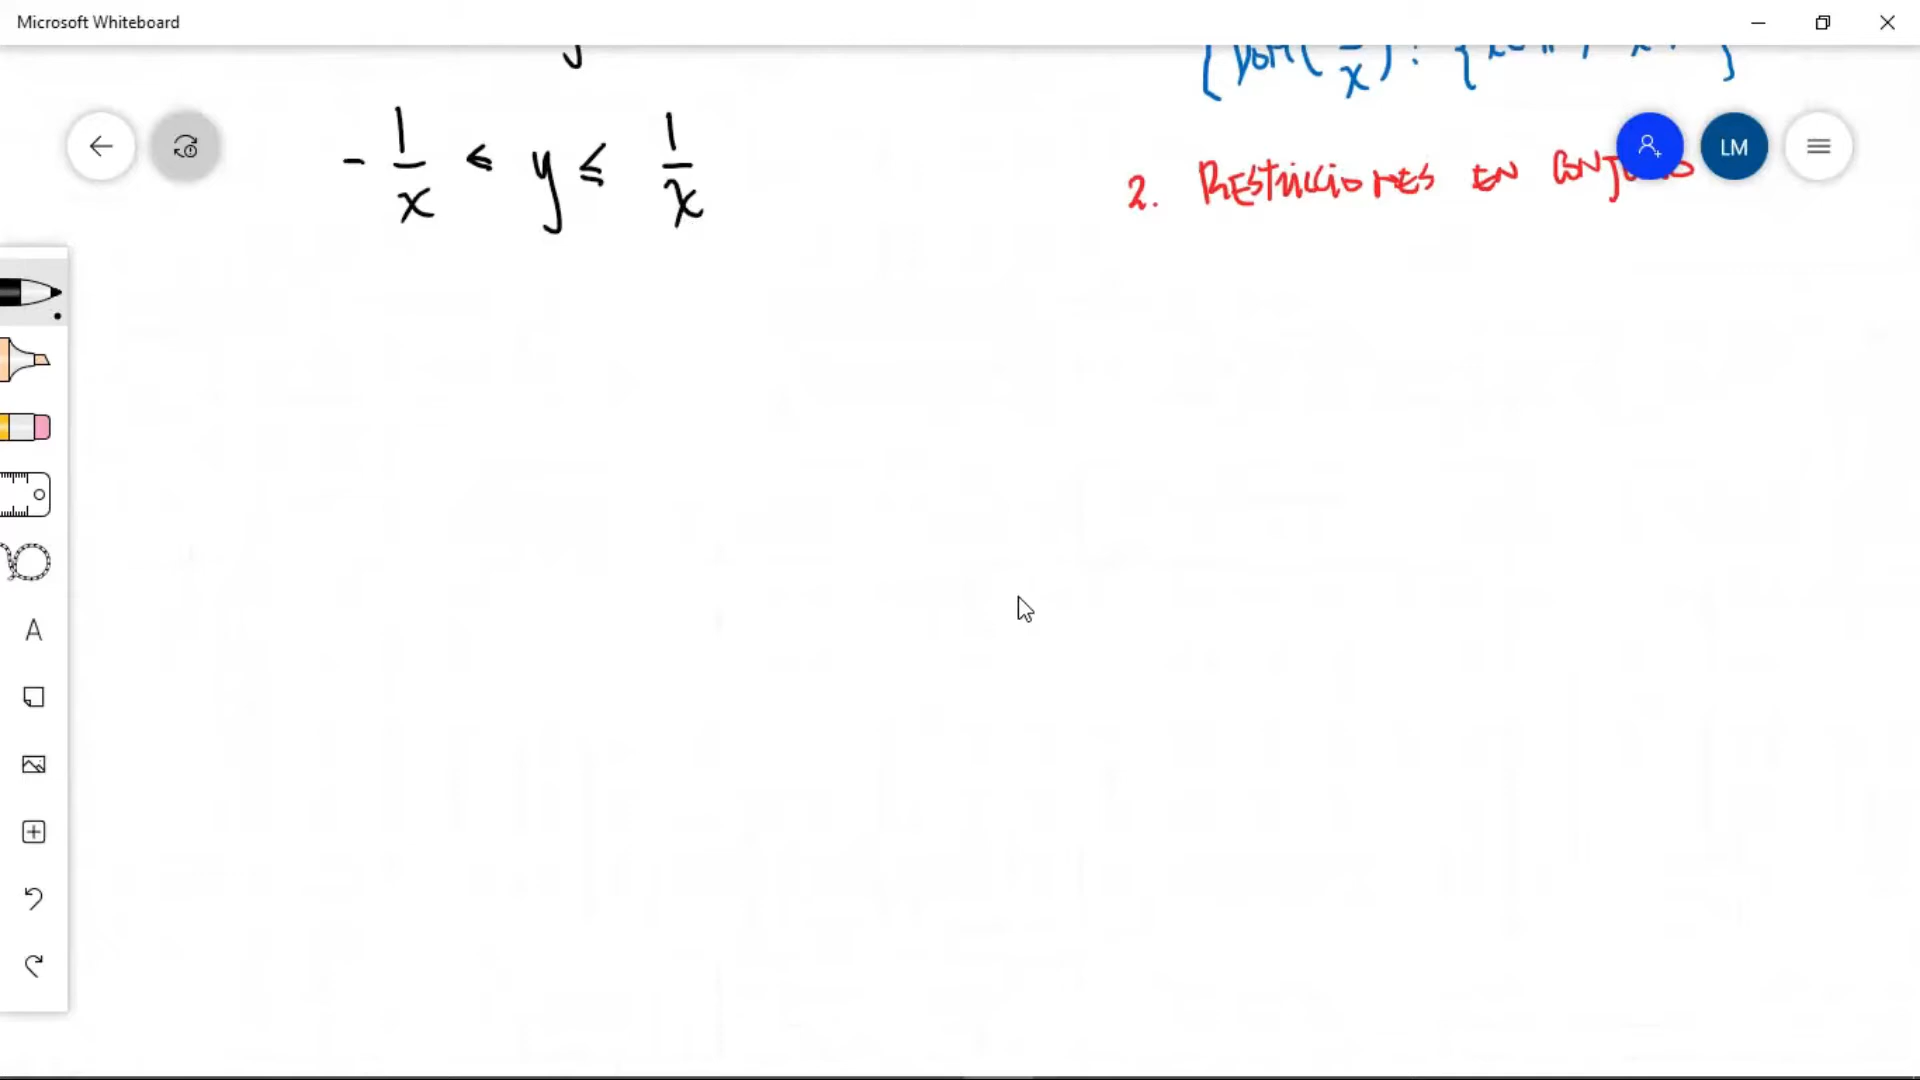 Microsoft Whiteboard
- 1/x ≤ y ≤ 1/x
2. RESTRICCIONES EN
LM
A